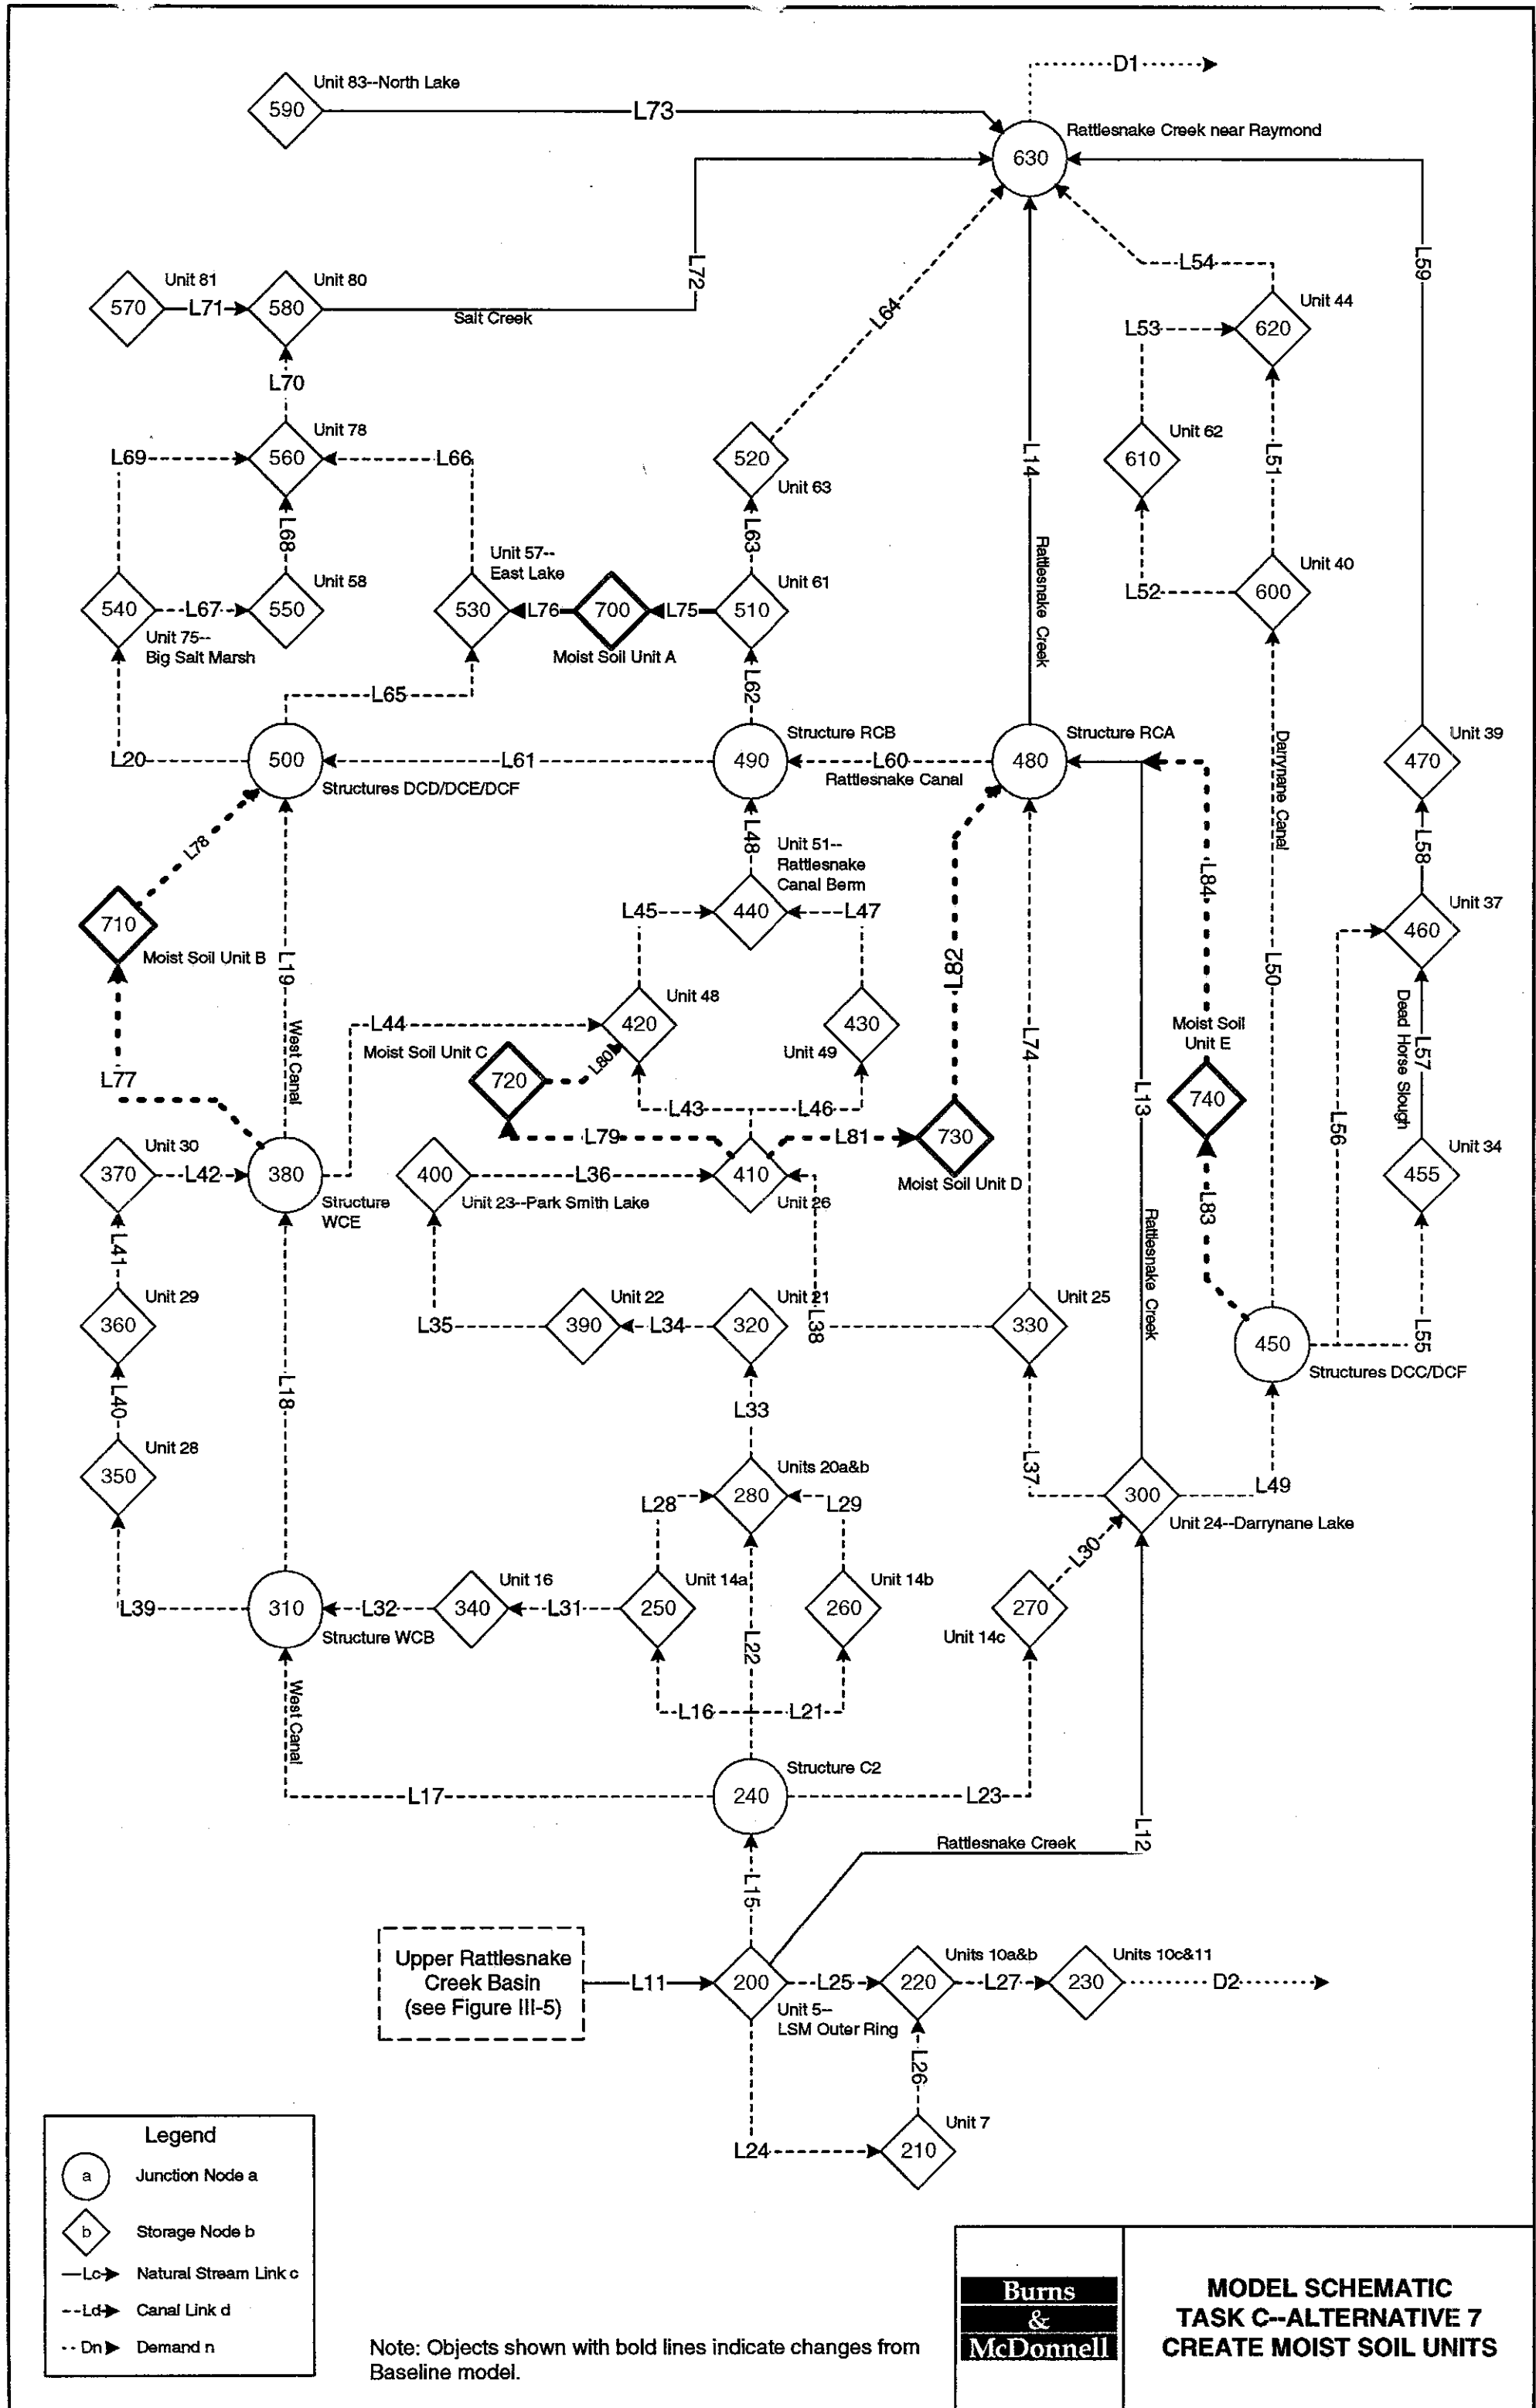 D1
Unit 83--North Lake
590
L73
Rattlesnake Creek near Raymond
630
L72
L59
L54
Unit 81
Unit 80
570
L71
580
Salt Creek
L64
Unit 44
L53
620
L70
Unit 78
Unit 62
L69
560
L66
520
L14
610
L51
Unit 63
L68
L63
Rattlesnake Creek
Unit 57--
East Lake
Unit 58
Unit 61
Unit 40
540
L67
550
530
L76
700
L75
510
L52
600
Unit 75--
Big Salt Marsh
Moist Soil Unit A
L65
L62
Structure RCB
Structure RCA
Unit 39
L20
500
L61
490
L60
480
470
Rattlesnake Canal
Structures DCD/DCE/DCF
Darrynane Canal
L78
L48
Unit 51--
Rattlesnake
Canal Berm
L84
L58
710
L45
440
L47
Unit 37
460
Moist Soil Unit B
L19
L82
L50
Unit 48
420
430
Unit 49
L44
West Canal
Moist Soil Unit C
L80
720
L74
Moist Soil
Unit E
Dead Horse Slough
L57
L77
L43
L46
L13
740
L56
L79
L81
730
Unit 30
Unit 34
370
L42
380
400
L36
410
Moist Soil Unit D
455
Structure
WCE
Unit 23--Park Smith Lake
Unit 26
L41
Rattlesnake Creek
L83
Unit 29
Unit 22
Unit 21
Unit 25
360
L35
390
L34
320
L38
330
450
L55
Structures DCC/DCF
L40
L18
L33
Unit 28
Units 20a&b
L37
350
L28
280
L29
300
L49
Unit 24--Darrynane Lake
L30
Unit 16
Unit 14a
Unit 14b
L39
310
L32
340
L31
250
260
270
Structure WCB
L22
Unit 14c
West Canal
L16
L21
Structure C2
L17
240
L23
L12
Rattlesnake Creek
L15
Upper Rattlesnake
Creek Basin
(see Figure III-5)
L11
200
L25
Units 10a&b
220
L27
Units 10c&11
230
D2
Unit 5--
LSM Outer Ring
L26
Unit 7
L24
210
Legend
a
Junction Node a
b
Storage Node b
Lc
Natural Stream Link c
Ld
Canal Link d
Dn
Demand n
Note: Objects shown with bold lines indicate changes from
Baseline model.
Burns
&
McDonnell
MODEL SCHEMATIC
TASK C--ALTERNATIVE 7
CREATE MOIST SOIL UNITS